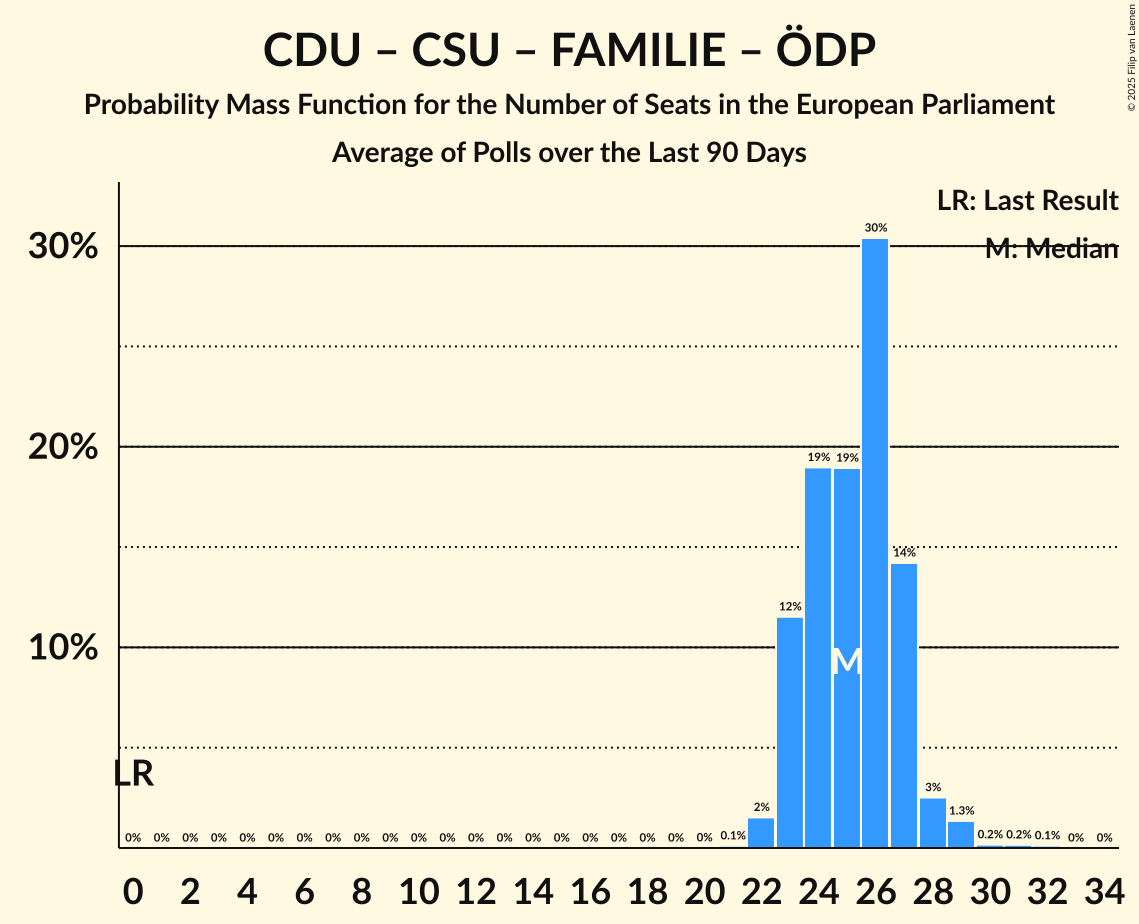 CDU – CSU – FAMILIE – ÖDP
Probability Mass Function for the Number of Seats in the European Parliament
Average of Polls over the Last 90 Days
© 2025 Filip van Laenen
LR: Last Result
M: Median
30%
20%
10%
30%
19% 19%
14%
12%
M
LR
3%
2%
1.3%
0% 0% 0% 0% 0% 0% 0% 0% 0% 0% 0% 0% 0% 0% 0% 0% 0% 0% 0% 0% 0% 0.1% 0.2% 0.2% 0.1% 0% 0%
0 2 4 6 8 10 12 14 16 18 20 22 24 26 28 30 32 34